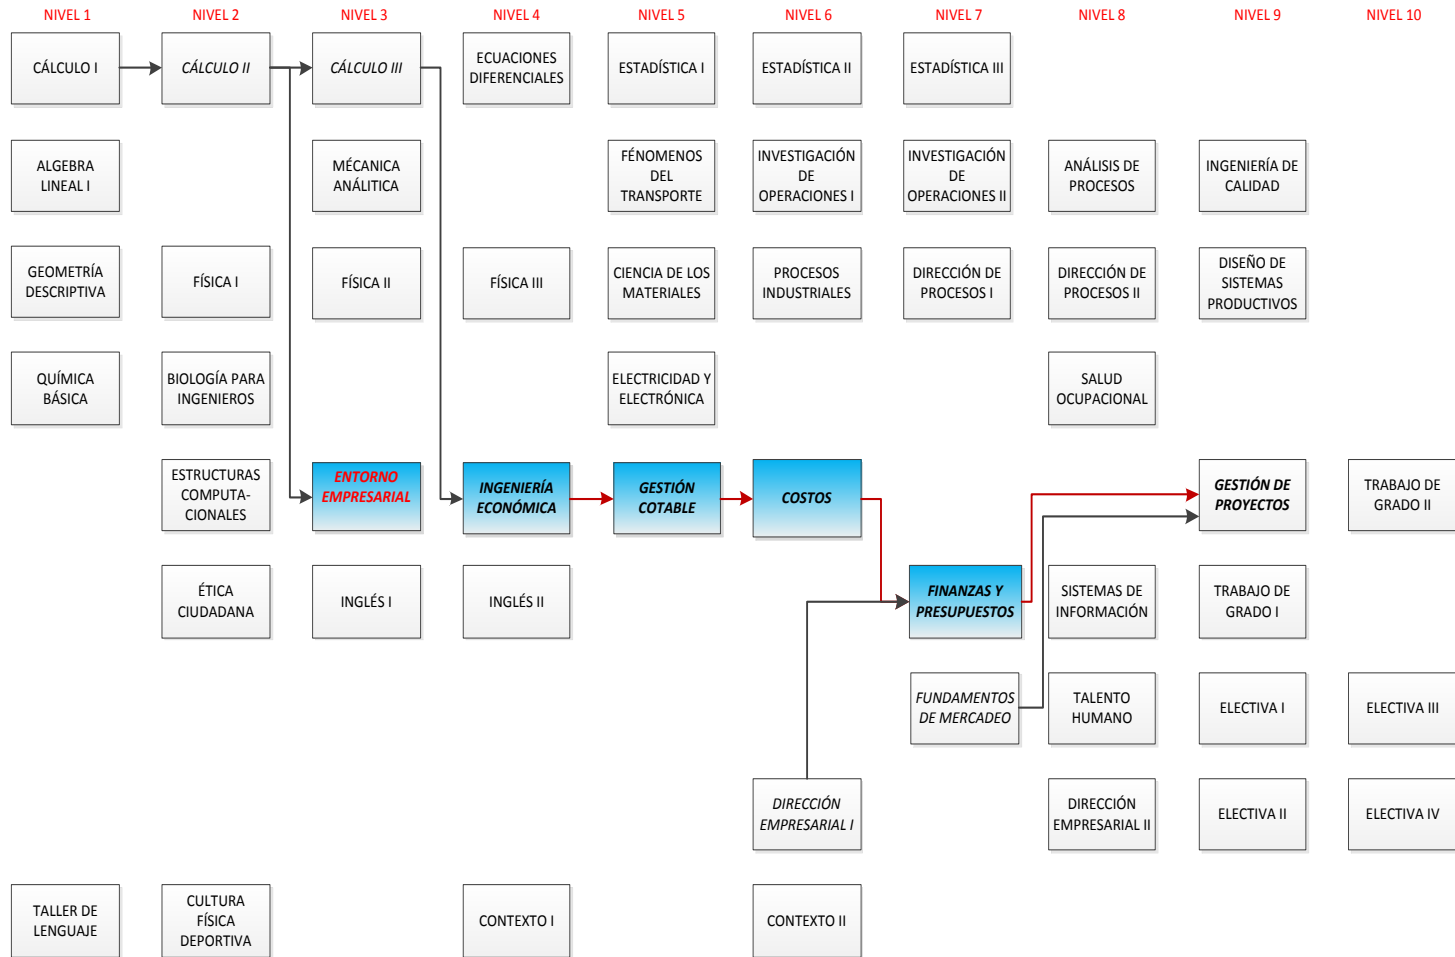 NIVEL 1
NIVEL 2
NIVEL 3
NIVEL 4
NIVEL 5
NIVEL 6
NIVEL 7
NIVEL 8
NIVEL 9
NIVEL 10
CÁLCULO I
CÁLCULO II
CÁLCULO III
ECUACIONES
DIFERENCIALES
ESTADÍSTICA I
ESTADÍSTICA II
ESTADÍSTICA III
ALGEBRA
LINEAL I
MÉCANICA
ANÁLITICA
FÉNOMENOS
DEL
TRANSPORTE
INVESTIGACIÓN
DE
OPERACIONES I
INVESTIGACIÓN
DE
OPERACIONES II
ANÁLISIS DE
PROCESOS
INGENIERÍA DE
CALIDAD
GEOMETRÍA
DESCRIPTIVA
FÍSICA I
FÍSICA II
FÍSICA III
CIENCIA DE LOS
MATERIALES
PROCESOS
INDUSTRIALES
DIRECCIÓN DE
PROCESOS I
DIRECCIÓN DE
PROCESOS II
DISEÑO DE
SISTEMAS
PRODUCTIVOS
QUÍMICA
BÁSICA
BIOLOGÍA PARA
INGENIEROS
ELECTRICIDAD Y
ELECTRÓNICA
SALUD
OCUPACIONAL
ESTRUCTURAS
COMPUTA-
CIONALES
ENTORNO
EMPRESARIAL
INGENIERÍA
ECONÓMICA
GESTIÓN
COTABLE
COSTOS
GESTIÓN DE
PROYECTOS
TRABAJO DE
GRADO II
ÉTICA
CIUDADANA
INGLÉS I
INGLÉS II
FINANZAS Y
PRESUPUESTOS
SISTEMAS DE
INFORMACIÓN
TRABAJO DE
GRADO I
FUNDAMENTOS
DE MERCADEO
TALENTO
HUMANO
ELECTIVA I
ELECTIVA III
DIRECCIÓN
EMPRESARIAL I
DIRECCIÓN
EMPRESARIAL II
ELECTIVA II
ELECTIVA IV
TALLER DE
LENGUAJE
CULTURA
FÍSICA
DEPORTIVA
CONTEXTO I
CONTEXTO II